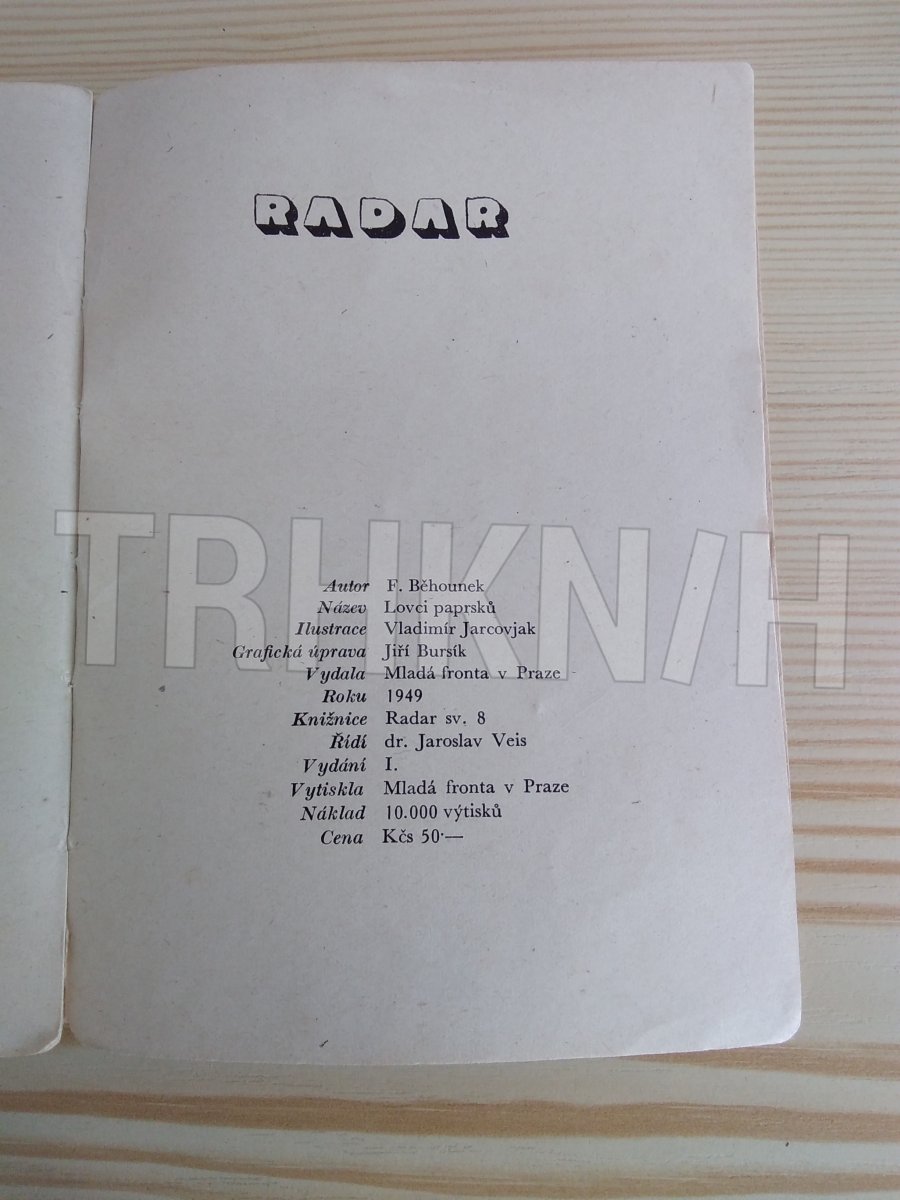 RADAR
TRHKNIH
Autor F. Běhounek
Název Lovci paprsků
Ilustrace Vladimír Jarcovjak
Grafická úprava Jiří Bursík
Vydala Mladá fronta v Praze
Roku 1949
Knižnice Radar sv. 8
Řídí dr. Jaroslav Veis
Vydání I.
Vytiskla Mladá fronta v Praze
Náklad 10.000 výtisků
Cena Kčs 50·—